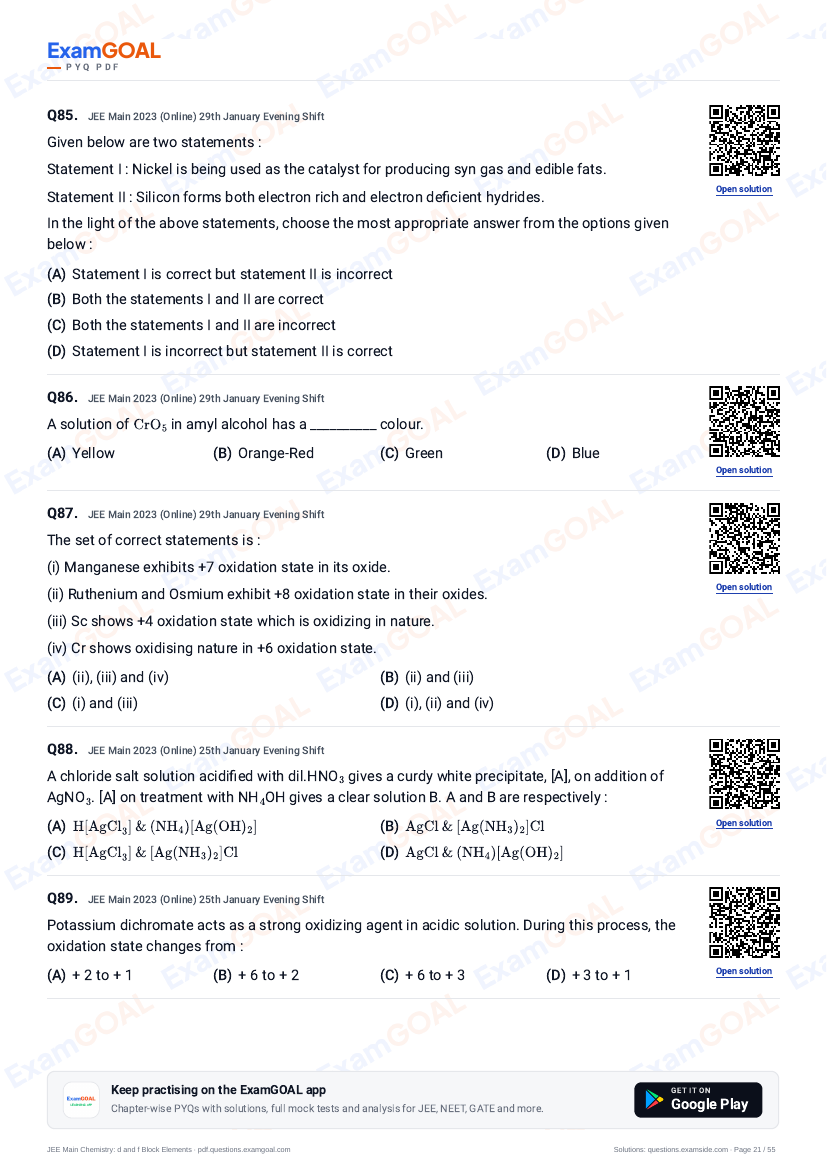 ExamGOAL
PYQ PDF
Q85. JEE Main 2023 (Online) 29th January Evening Shift
Given below are two statements :
Statement I : Nickel is being used as the catalyst for producing syn gas and edible fats.
Statement II : Silicon forms both electron rich and electron deficient hydrides.
In the light of the above statements, choose the most appropriate answer from the options given
below :
(A) Statement I is correct but statement II is incorrect
(B) Both the statements I and II are correct
(C) Both the statements I and II are incorrect
(D) Statement I is incorrect but statement II is correct
Open solution
Q86. JEE Main 2023 (Online) 29th January Evening Shift
A solution of CrO₅ in amyl alcohol has a __________ colour.
(A) Yellow (B) Orange-Red (C) Green (D) Blue
Open solution
Q87. JEE Main 2023 (Online) 29th January Evening Shift
The set of correct statements is :
(i) Manganese exhibits +7 oxidation state in its oxide.
(ii) Ruthenium and Osmium exhibit +8 oxidation state in their oxides.
(iii) Sc shows +4 oxidation state which is oxidizing in nature.
(iv) Cr shows oxidising nature in +6 oxidation state.
(A) (ii), (iii) and (iv) (B) (ii) and (iii)
(C) (i) and (iii) (D) (i), (ii) and (iv)
Open solution
Q88. JEE Main 2023 (Online) 25th January Evening Shift
A chloride salt solution acidified with dil.HNO₃ gives a curdy white precipitate, [A], on addition of
AgNO₃. [A] on treatment with NH₄OH gives a clear solution B. A and B are respectively :
(A) H[AgCl₃] & (NH₄)[Ag(OH)₂] (B) AgCl & [Ag(NH₃)₂]Cl
(C) H[AgCl₃] & [Ag(NH₃)₂]Cl (D) AgCl & (NH₄)[Ag(OH)₂]
Open solution
Q89. JEE Main 2023 (Online) 25th January Evening Shift
Potassium dichromate acts as a strong oxidizing agent in acidic solution. During this process, the
oxidation state changes from :
(A) + 2 to + 1 (B) + 6 to + 2 (C) + 6 to + 3 (D) + 3 to + 1
Open solution
ExamGOAL
Keep practising on the ExamGOAL app
Chapter-wise PYQs with solutions, full mock tests and analysis for JEE, NEET, GATE and more.
GET IT ON
Google Play
JEE Main Chemistry: d and f Block Elements · pdf.questions.examgoal.com
Solutions: questions.examside.com · Page 21 / 55